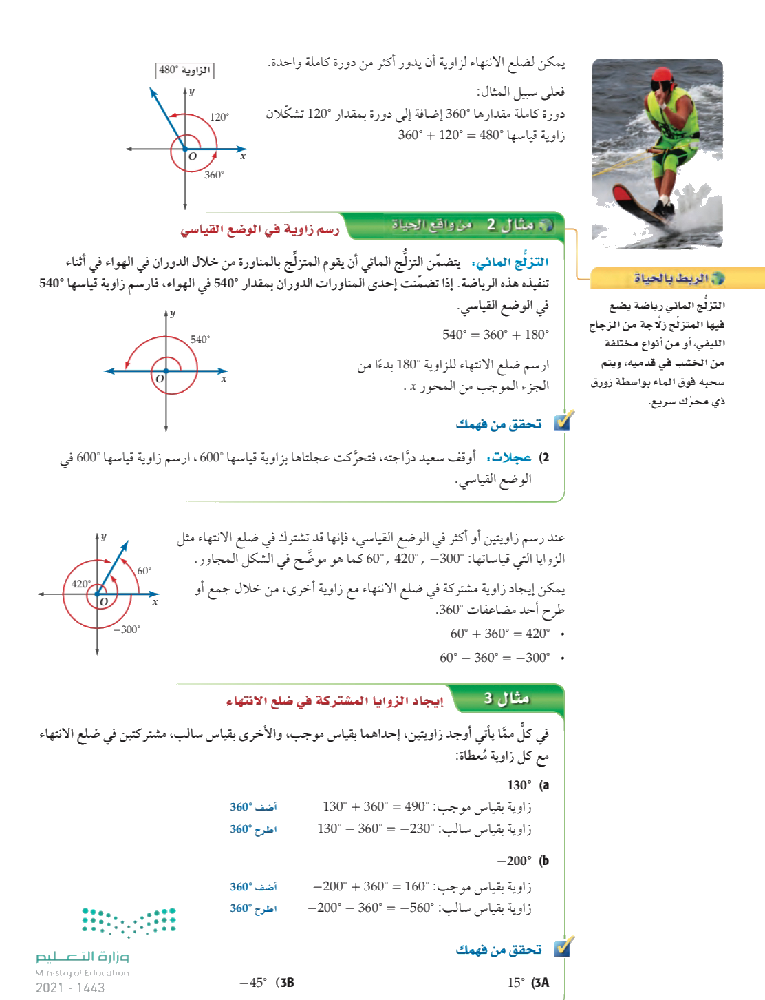 يمكن لضلع الانتهاء لزاوية أن يدور أكثر من دورة كاملة واحدة.
فعلى سبيل المثال:
دورة كاملة مقدارها 360° إضافة إلى دورة بمقدار 120° تشكّلان
زاوية قياسها 360° + 120° = 480°
الزاوية 480°
y
120°
O
x
360°
مثال 2 من واقع الحياة
رسم زاوية في الوضع القياسي
التزلُّج المائي: يتضمّن التزلُّج المائي أن يقوم المتزلِّج بالمناورة من خلال الدوران في الهواء في أثناء
تنفيذه هذه الرياضة. إذا تضمّنت إحدى المناورات الدوران بمقدار 540° في الهواء، فارسم زاوية قياسها 540°
في الوضع القياسي.
540° = 360° + 180°
ارسم ضلع الانتهاء للزاوية 180° بدءًا من
الجزء الموجب من المحور x .
y
540°
O
x
تحقق من فهمك
2) عجلات: أوقف سعيد درَّاجته، فتحرَّكت عجلتاها بزاوية قياسها 600° ، ارسم زاوية قياسها 600° في
الوضع القياسي.
الربط بالحياة
التزلُّج المائي رياضة يضع
فيها المتزلّج زلّاجة من الزجاج
الليفي، أو من أنواع مختلفة
من الخشب في قدميه، ويتم
سحبه فوق الماء بواسطة زورق
ذي محرّك سريع.
عند رسم زاويتين أو أكثر في الوضع القياسي، فإنها قد تشترك في ضلع الانتهاء مثل
الزوايا التي قياساتها: 60° , 420° , −300° كما هو موضَّح في الشكل المجاور.
يمكن إيجاد زاوية مشتركة في ضلع الانتهاء مع زاوية أخرى، من خلال جمع أو
طرح أحد مضاعفات 360°.
• 60° + 360° = 420°
• 60° − 360° = −300°
y
60°
420°
O
x
−300°
مثال 3
إيجاد الزوايا المشتركة في ضلع الانتهاء
في كلٍّ ممَّا يأتي أوجد زاويتين، إحداهما بقياس موجب، والأخرى بقياس سالب، مشتركتين في ضلع الانتهاء
مع كل زاوية مُعطاة:
a) 130°
زاوية بقياس موجب: 130° + 360° = 490° أضف 360°
زاوية بقياس سالب: 130° − 360° = −230° اطرح 360°
b) −200°
زاوية بقياس موجب: −200° + 360° = 160° أضف 360°
زاوية بقياس سالب: −200° − 360° = −560° اطرح 360°
تحقق من فهمك
3A) 15° 3B) −45°
وزارة التعـليم
Ministry of Education
2021 - 1443